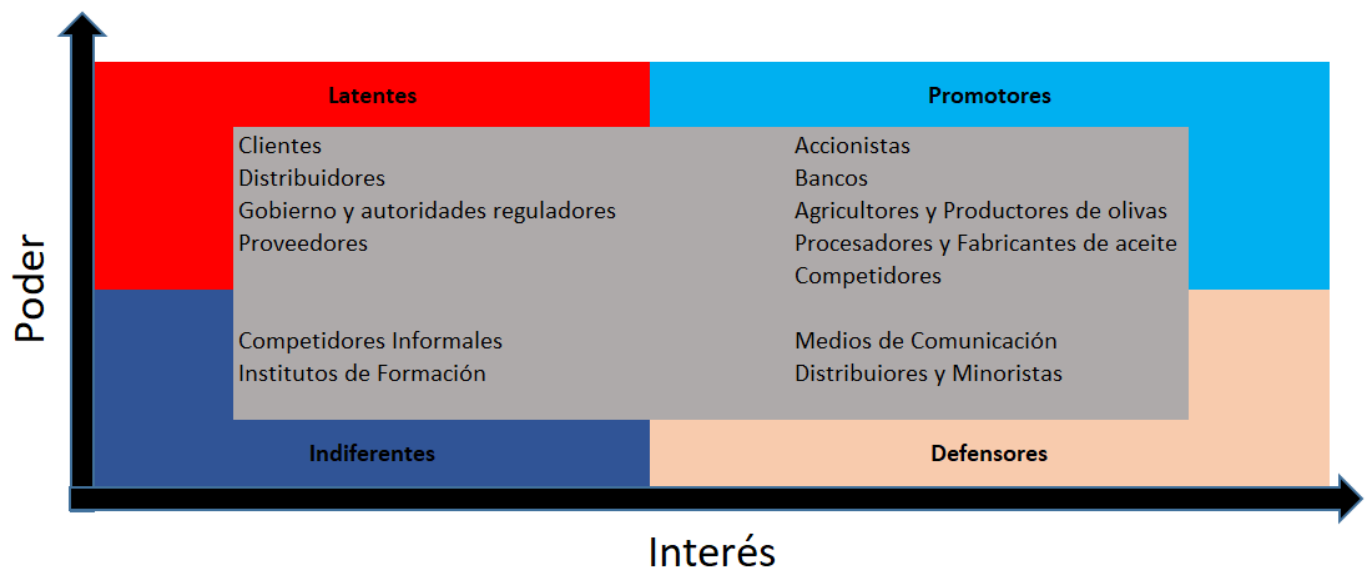 Latentes
Promotores
Clientes
Distribuidores
Gobierno y autoridades reguladores
Proveedores
Accionistas
Bancos
Agricultores y Productores de olivas
Procesadores y Fabricantes de aceite
Competidores
Poder
Competidores Informales
Institutos de Formación
Medios de Comunicación
Distribuiores y Minoristas
Indiferentes
Defensores
Interés